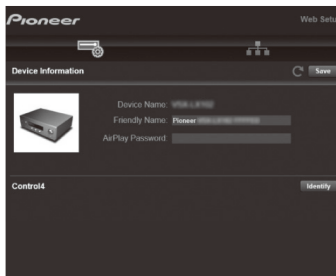 Pioneer
Web Setu
Device Information
Save
Device Name:
Friendly Name: Pioneer
AirPlay Password:
Control4
Identify